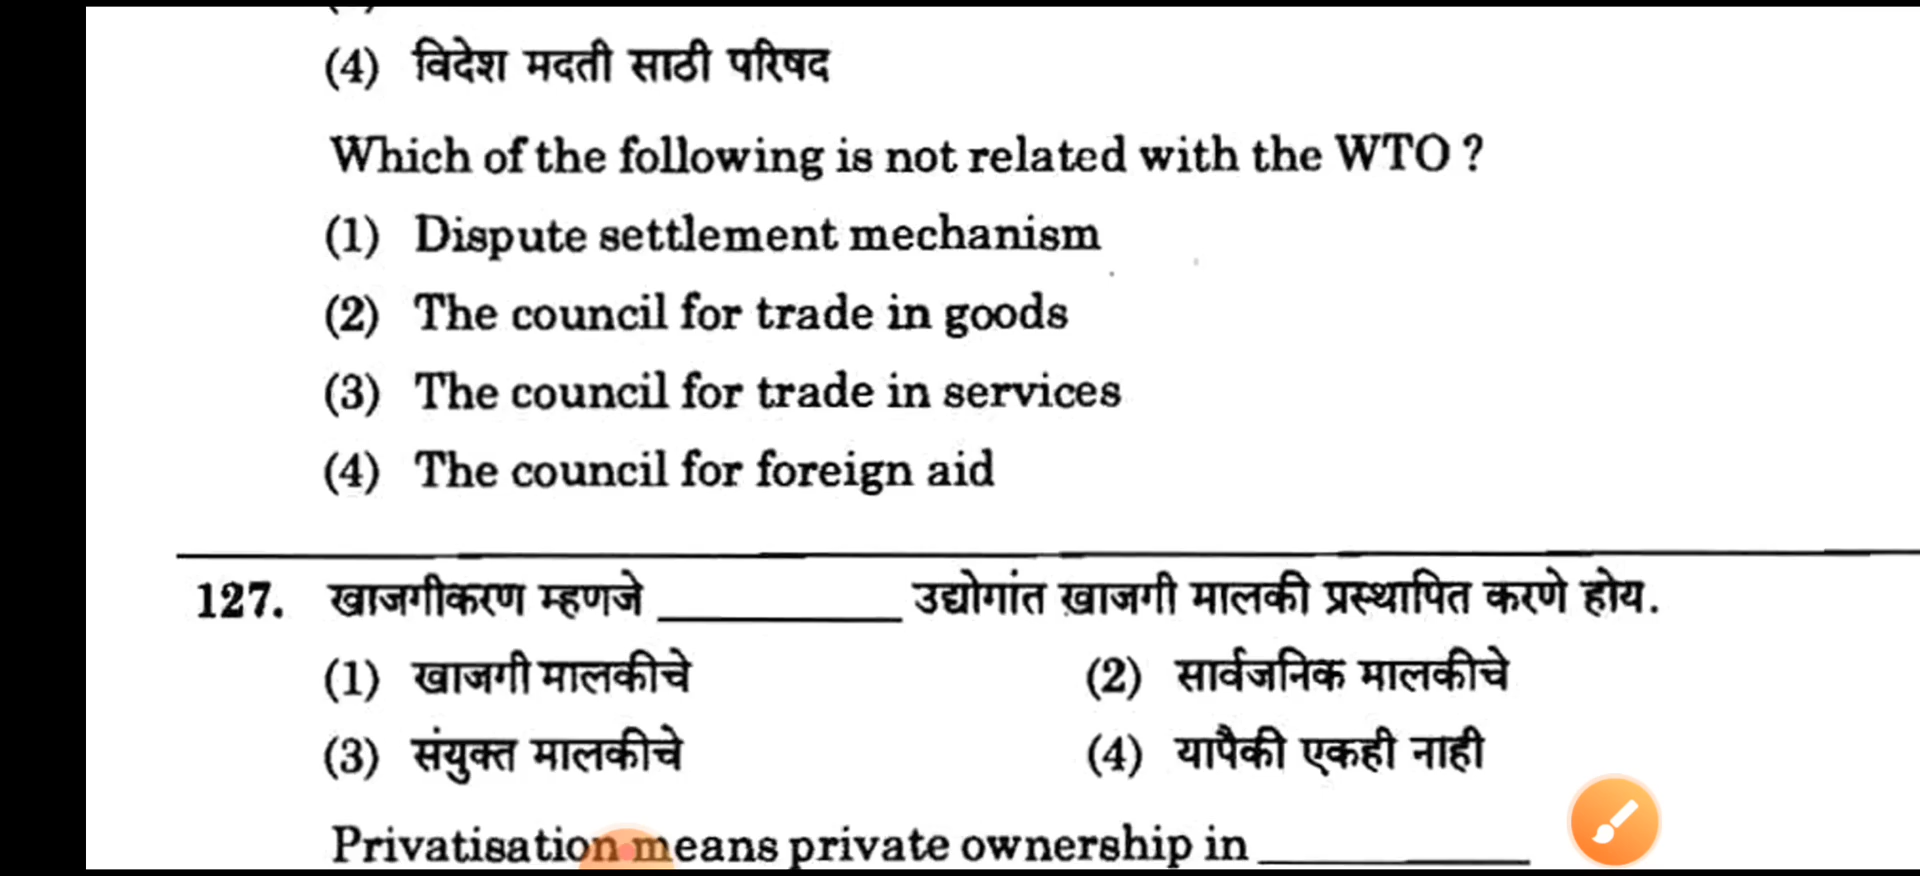 (4) विदेश मदती साठी परिषद
Which of the following is not related with the WTO ?
(1) Dispute settlement mechanism
(2) The council for trade in goods
(3) The council for trade in services
(4) The council for foreign aid
127. खाजगीकरण म्हणजे __________ उद्योगांत ख़ाजगी मालकी प्रस्थापित करणे होय.
(1) खाजगी मालकीचे (2) सार्वजनिक मालकीचे
(3) संयुक्त मालकीचे (4) यापैकी एकही नाही
Privatisation means private ownership in __________